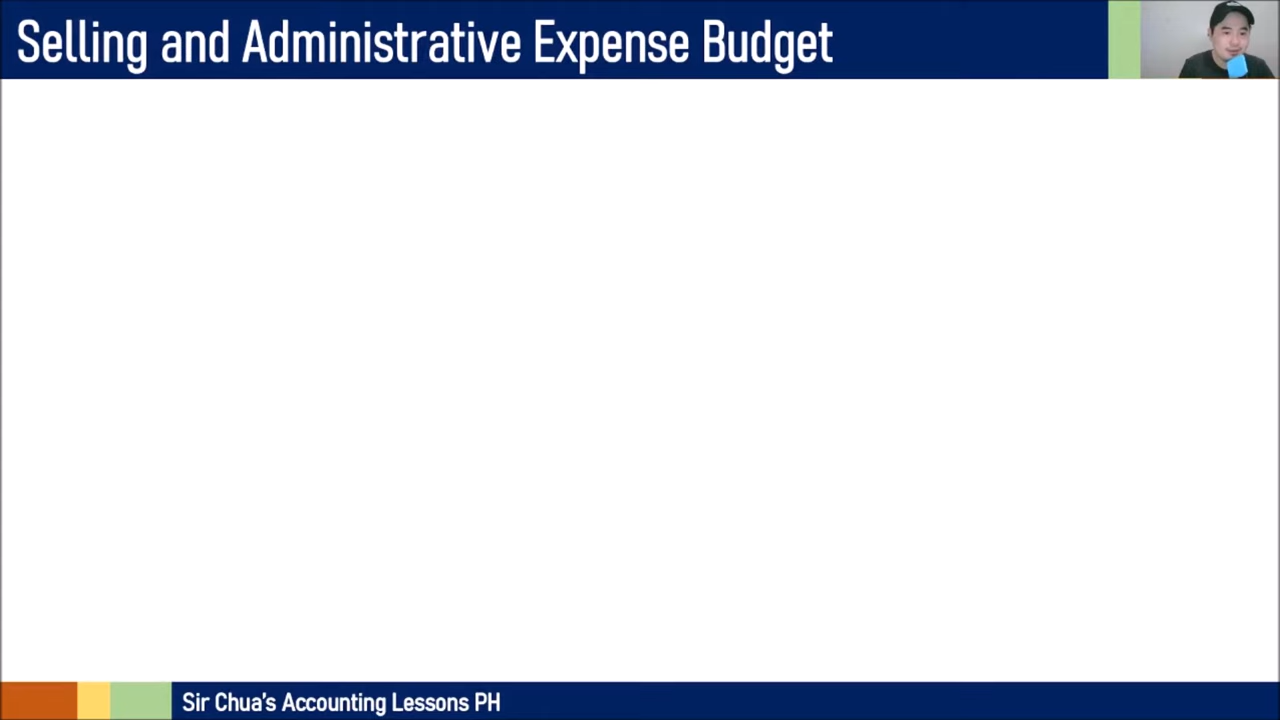 Selling and Administrative Expense Budget
Sir Chua's Accounting Lessons PH